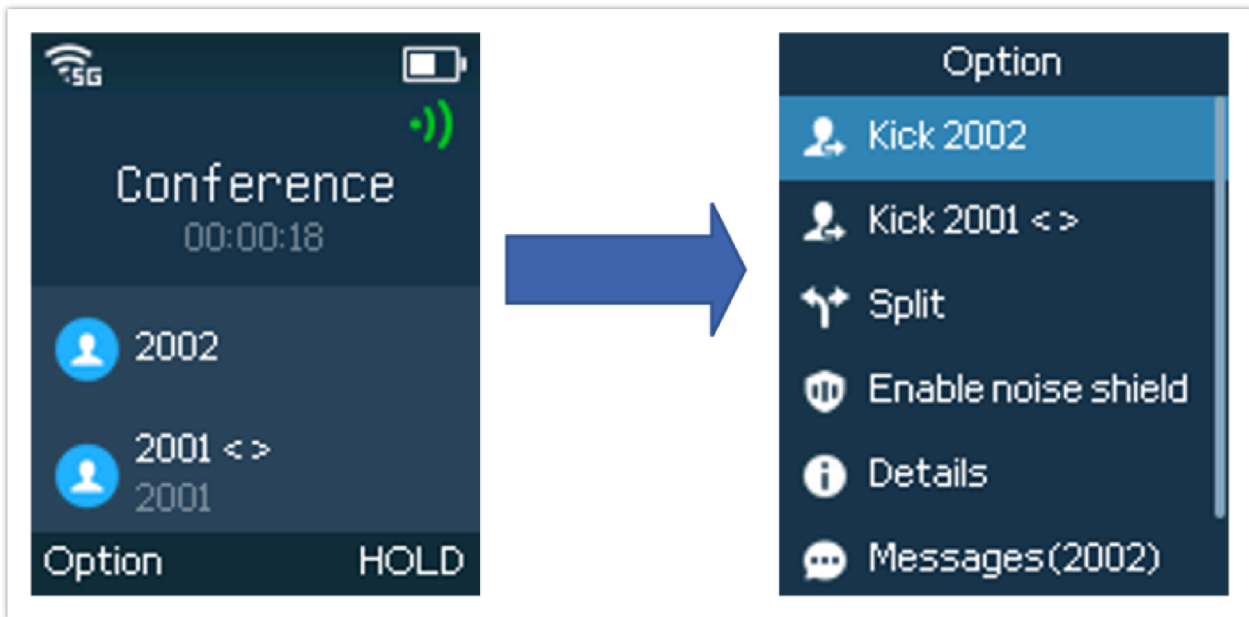 5G
Conference
00:00:18
2002
2001 < >
2001
Option
HOLD
Option
Kick 2002
Kick 2001 < >
Split
Enable noise shield
Details
Messages(2002)